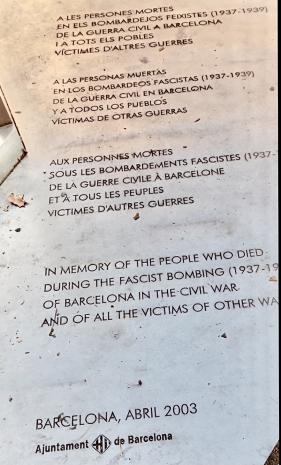 A LES PERSONES MORTES
EN ELS BOMBARDEJOS FEIXISTES (1937-1939)
DE LA GUERRA CIVIL A BARCELONA
I A TOTS ELS POBLES
VÍCTIMES D'ALTRES GUERRES
A LAS PERSONAS MUERTAS
EN LOS BOMBARDEOS FASCISTAS (1937-1939)
DE LA GUERRA CIVIL EN BARCELONA
Y A TODOS LOS PUEBLOS
VÍCTIMAS DE OTRAS GUERRAS
AUX PERSONNES MORTES
SOUS LES BOMBARDEMENTS FASCISTES (1937-
DE LA GUERRE CIVILE À BARCELONE
ET À TOUS LES PEUPLES
VICTIMES D'AUTRES GUERRES
IN MEMORY OF THE PEOPLE WHO DIED
DURING THE FASCIST BOMBING (1937-19
OF BARCELONA IN THE CIVIL WAR
AND OF ALL THE VICTIMS OF OTHER WA
BARCELONA, ABRIL 2003
Ajuntament de Barcelona